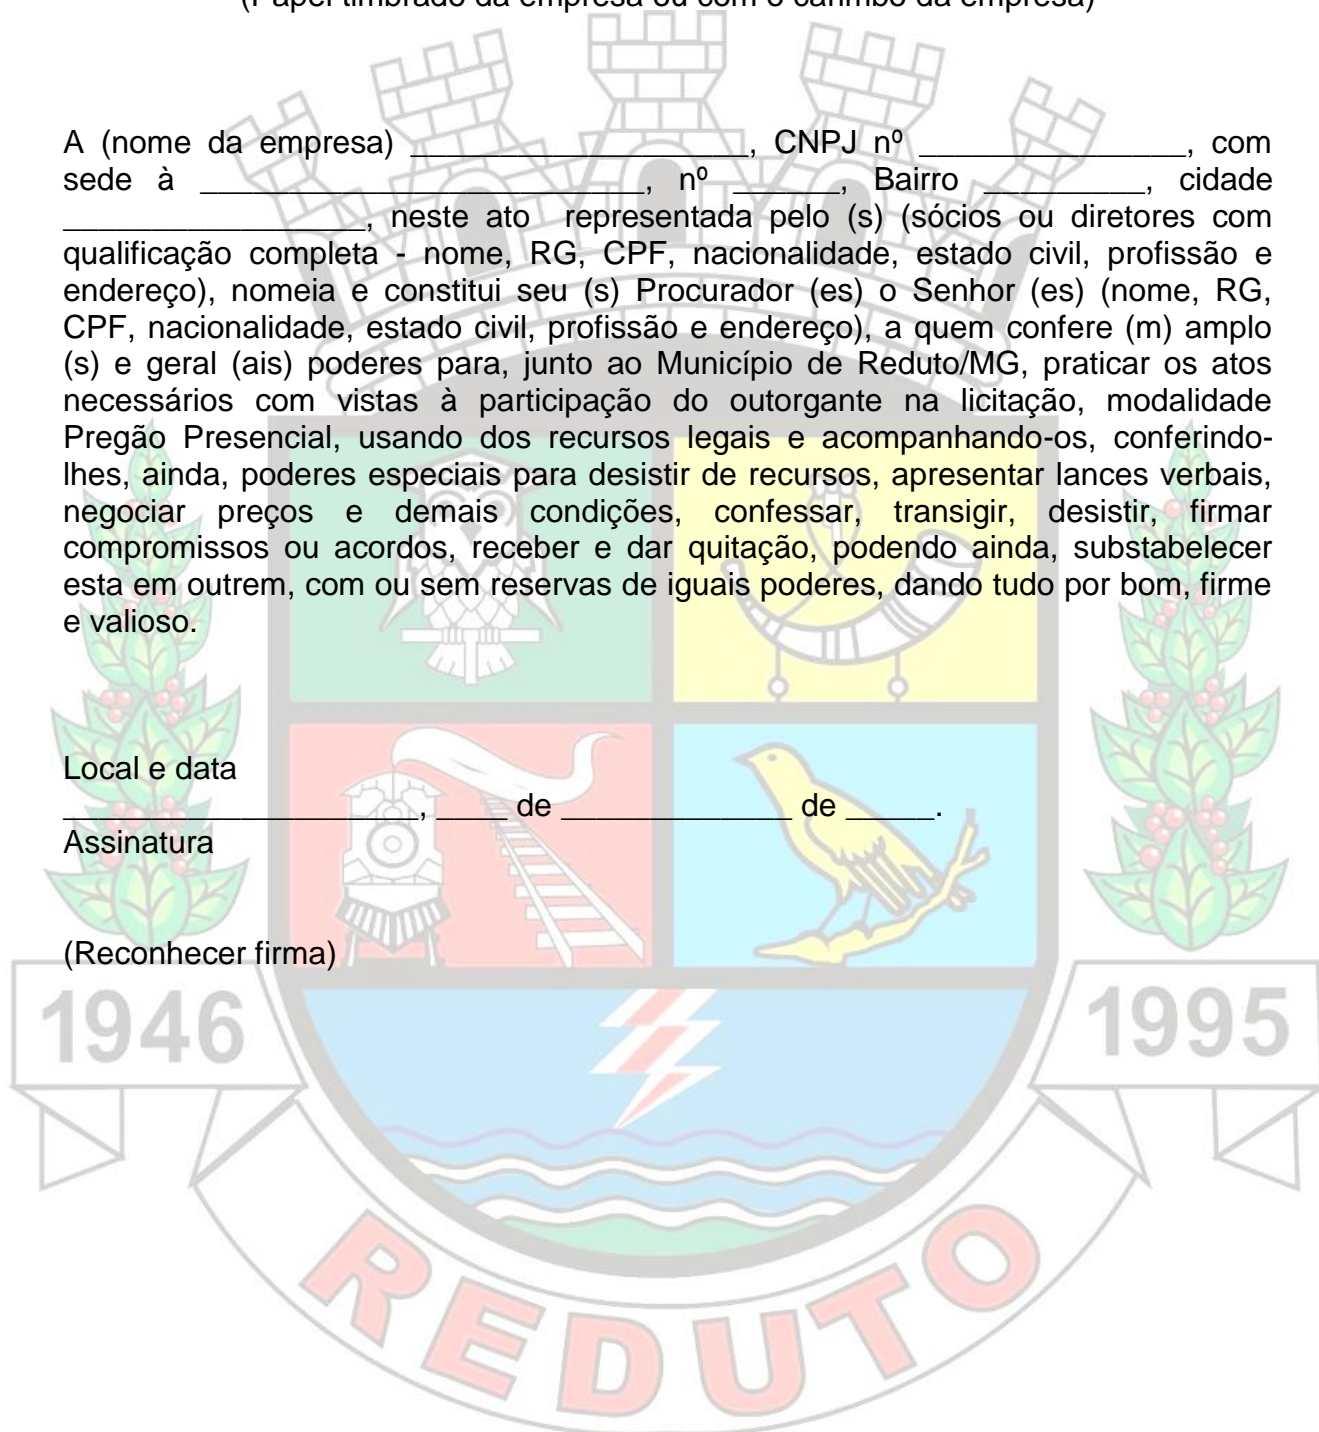 (Papel timbrado da empresa ou com o carimbo da empresa)
A (nome da empresa) ___________________, CNPJ nº _______________, com
sede à _________________________, nº ______, Bairro _________, cidade
_________________, neste ato representada pelo (s) (sócios ou diretores com
qualificação completa - nome, RG, CPF, nacionalidade, estado civil, profissão e
endereço), nomeia e constitui seu (s) Procurador (es) o Senhor (es) (nome, RG,
CPF, nacionalidade, estado civil, profissão e endereço), a quem confere (m) amplo
(s) e geral (ais) poderes para, junto ao Município de Reduto/MG, praticar os atos
necessários com vistas à participação do outorgante na licitação, modalidade
Pregão Presencial, usando dos recursos legais e acompanhando-os, conferindo-
lhes, ainda, poderes especiais para desistir de recursos, apresentar lances verbais,
negociar preços e demais condições, confessar, transigir, desistir, firmar
compromissos ou acordos, receber e dar quitação, podendo ainda, substabelecer
esta em outrem, com ou sem reservas de iguais poderes, dando tudo por bom, firme
e valioso.
Local e data
____________________, ____ de _____________ de _____.
Assinatura
(Reconhecer firma)
1946
1995
REDUTO